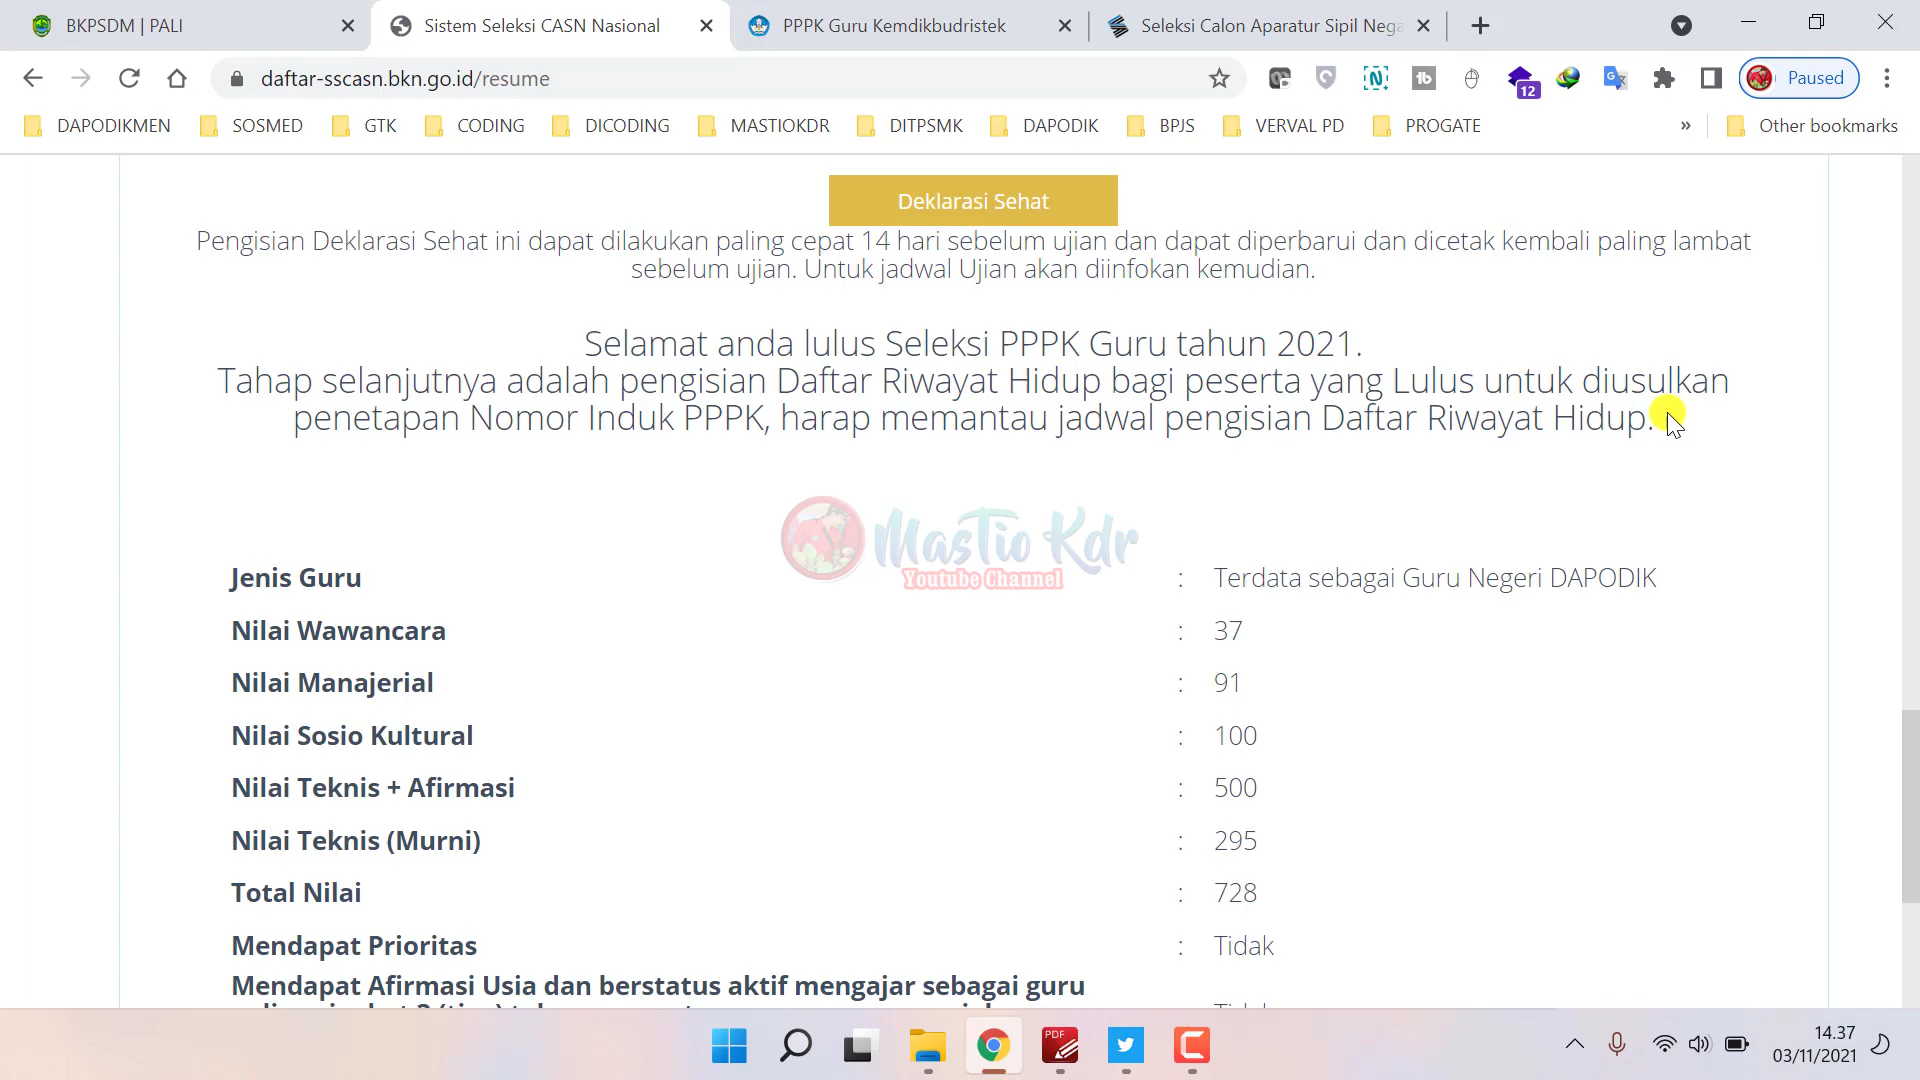 BKPSDM | PALI
Sistem Seleksi CASN Nasional
PPPK Guru Kemdikbudristek
Seleksi Calon Aparatur Sipil Nega
daftar-sscasn.bkn.go.id/resume
12
Paused
DAPODIKMEN
SOSMED
GTK
CODING
DICODING
MASTIOKDR
DITPSMK
DAPODIK
BPJS
VERVAL PD
PROGATE
»
Other bookmarks
Deklarasi Sehat
Pengisian Deklarasi Sehat ini dapat dilakukan paling cepat 14 hari sebelum ujian dan dapat diperbarui dan dicetak kembali paling lambat
sebelum ujian. Untuk jadwal Ujian akan diinfokan kemudian.
Selamat anda lulus Seleksi PPPK Guru tahun 2021.
Tahap selanjutnya adalah pengisian Daftar Riwayat Hidup bagi peserta yang Lulus untuk diusulkan
penetapan Nomor Induk PPPK, harap memantau jadwal pengisian Daftar Riwayat Hidup.
MasTio Kdr
Youtube Channel
Jenis Guru : Terdata sebagai Guru Negeri DAPODIK
Nilai Wawancara : 37
Nilai Manajerial : 91
Nilai Sosio Kultural : 100
Nilai Teknis + Afirmasi : 500
Nilai Teknis (Murni) : 295
Total Nilai : 728
Mendapat Prioritas : Tidak
Mendapat Afirmasi Usia dan berstatus aktif mengajar sebagai guru
PDF
14.37
03/11/2021